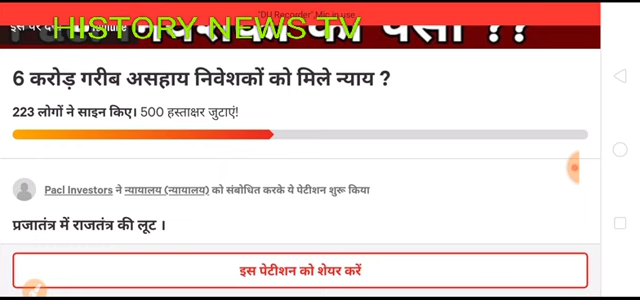 "DU Recorder" Mic in use
HISTORY NEWS TV
6 करोड़ गरीब असहाय निवेशकों को मिले न्याय ?
223 लोगों ने साइन किए। 500 हस्ताक्षर जुटाएं!
Pacl Investors ने न्यायालय (न्यायालय) को संबोधित करके ये पेटीशन शुरू किया
प्रजातंत्र में राजतंत्र की लूट ।
इस पेटीशन को शेयर करें